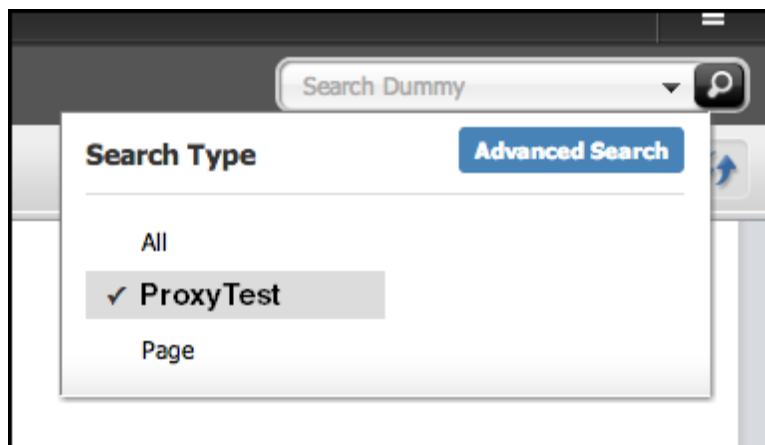 Search Dummy
Search Type
Advanced Search
All
✔ ProxyTest
Page